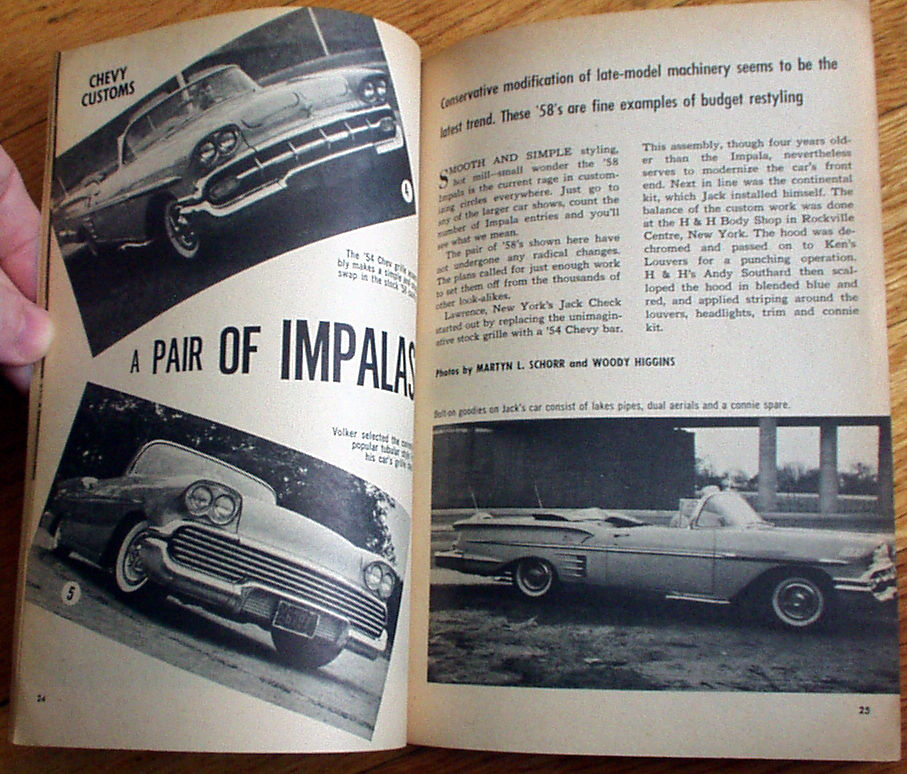 CHEVY
CUSTOMS
4
The '54 Chev grille
bly makes a simple
swap in the stock '58
A PAIR OF IMPALAS
Volker selected the
popular tubular
his car's grille
5
24
Conservative modification of late-model machinery seems to be the
latest trend. These '58's are fine examples of budget restyling
SMOOTH AND SIMPLE styling,
hot mill—small wonder the '58
Impala is the current rage in custom-
izing circles everywhere. Just go to
any of the larger car shows, count the
number of Impala entries and you'll
see what we mean.
The pair of '58's shown here have
not undergone any radical changes.
The plans called for just enough work
to set them off from the thousands of
other look-alikes.
Lawrence, New York's Jack Check
started out by replacing the unimagin-
ative stock grille with a '54 Chevy bar.
This assembly, though four years old-
er than the Impala, nevertheless
serves to modernize the car's front
end. Next in line was the continental
kit, which Jack installed himself. The
balance of the custom work was done
at the H & H Body Shop in Rockville
Centre, New York. The hood was de-
chromed and passed on to Ken's
Louvers for a punching operation.
H & H's Andy Southard then scal-
loped the hood in blended blue and
red, and applied striping around the
louvers, headlights, trim and connie
kit.
Photos by MARTYN L. SCHORR and WOODY HIGGINS
Bolt-on goodies on Jack's car consist of lakes pipes, dual aerials and a connie spare.
25